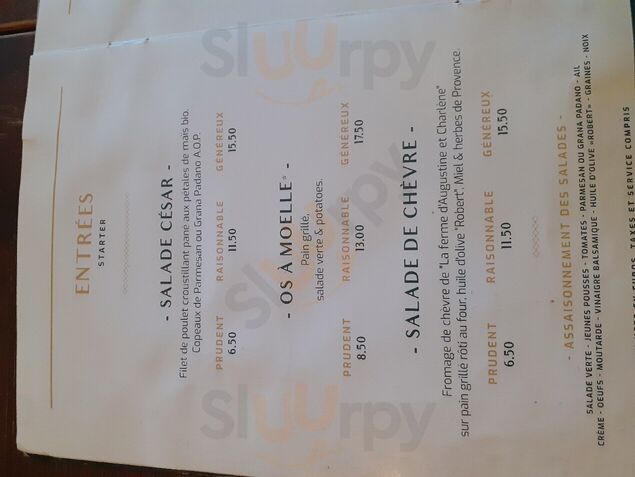 ENTRÉES
STARTER
- SALADE CÉSAR -
Filet de poulet croustillant pané aux pétales de maïs bio.
Copeaux de Parmesan ou Grana Padano A.O.P.
PRUDENT RAISONNABLE GÉNÉREUX
6.50 11.50 15.50
- OS À MOELLE* -
Pain grillé,
salade verte & potatoes.
PRUDENT RAISONNABLE GÉNÉREUX
8.50 13.00 17.50
- SALADE DE CHÈVRE -
Fromage de chèvre de "La ferme d'Augustine et Charlène"
sur pain grillé rôti au four, huile d'olive "Robert", Miel & herbes de Provence.
PRUDENT RAISONNABLE GÉNÉREUX
6.50 11.50 15.50
- ASSAISONNEMENT DES SALADES -
SALADE VERTE - JEUNES POUSSES - TOMATES - PARMESAN OU GRANA PADANO - AIL
CRÈME - OEUFS - MOUTARDE - VINAIGRE BALSAMIQUE - HUILE D'OLIVE «ROBERT» - GRAINES - NOIX
EUROS, TAXES ET SERVICE COMPRIS
Sluurpy
Sluurpy
Sluurpy